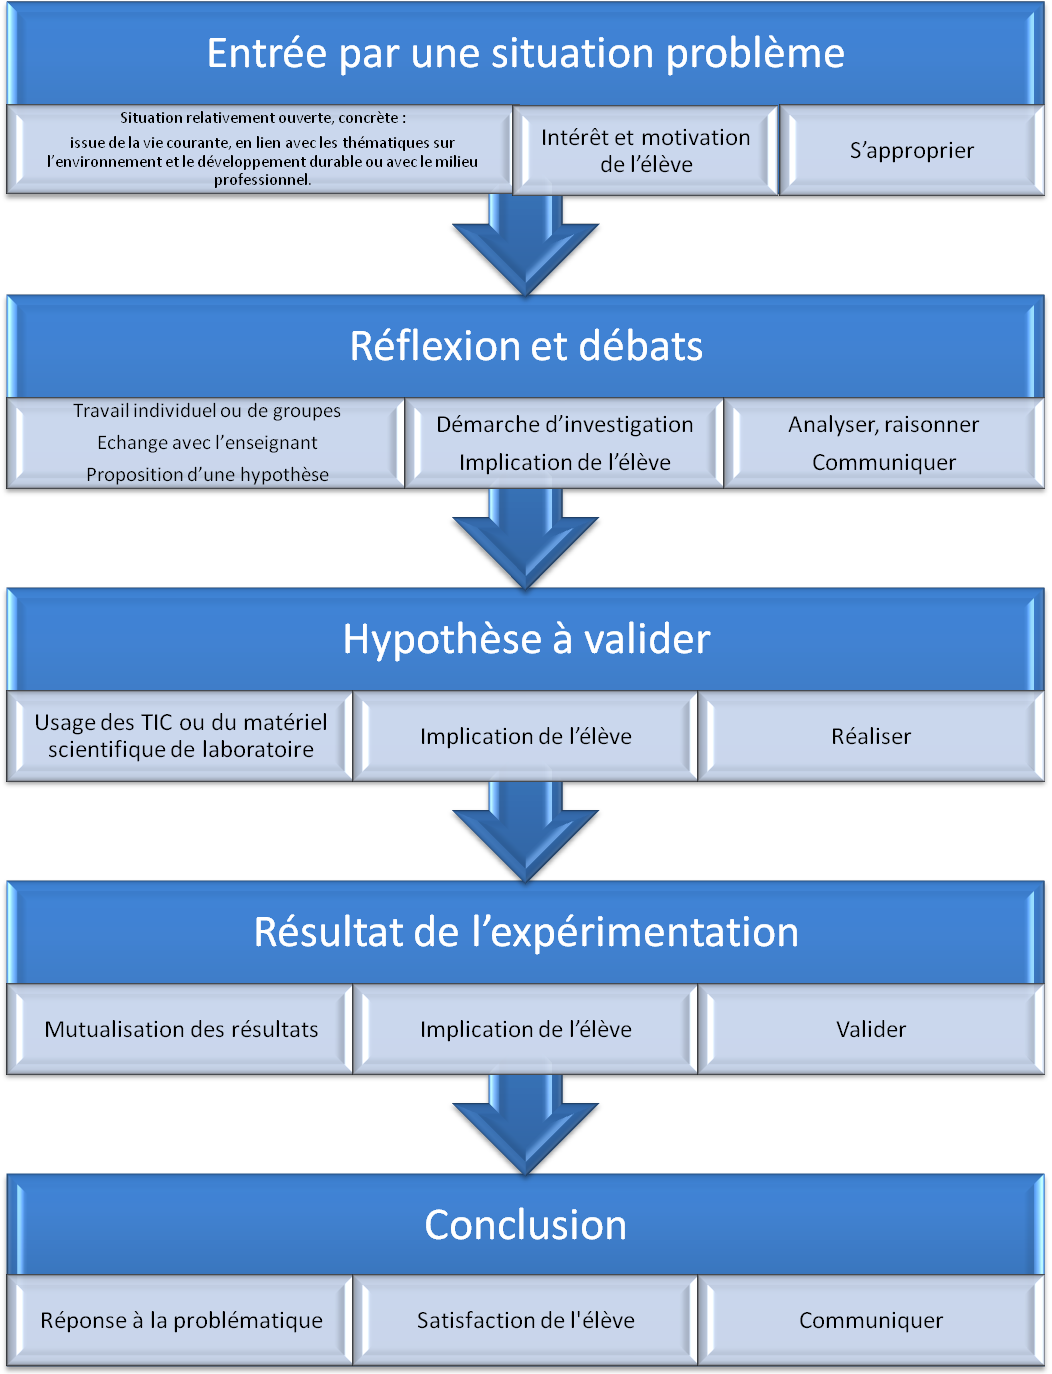 Entrée par une situation problème
Situation relativement ouverte, concrète :
issue de la vie courante, en lien avec les thématiques sur
l’environnement et le développement durable ou avec le milieu
professionnel.
Intérêt et motivation
de l’élève
S’approprier
Réflexion et débats
Travail individuel ou de groupes
Echange avec l’enseignant
Proposition d’une hypothèse
Démarche d’investigation
Implication de l’élève
Analyser, raisonner
Communiquer
Hypothèse à valider
Usage des TIC ou du matériel
scientifique de laboratoire
Implication de l’élève
Réaliser
Résultat de l’expérimentation
Mutualisation des résultats
Implication de l’élève
Valider
Conclusion
Réponse à la problématique
Satisfaction de l'élève
Communiquer